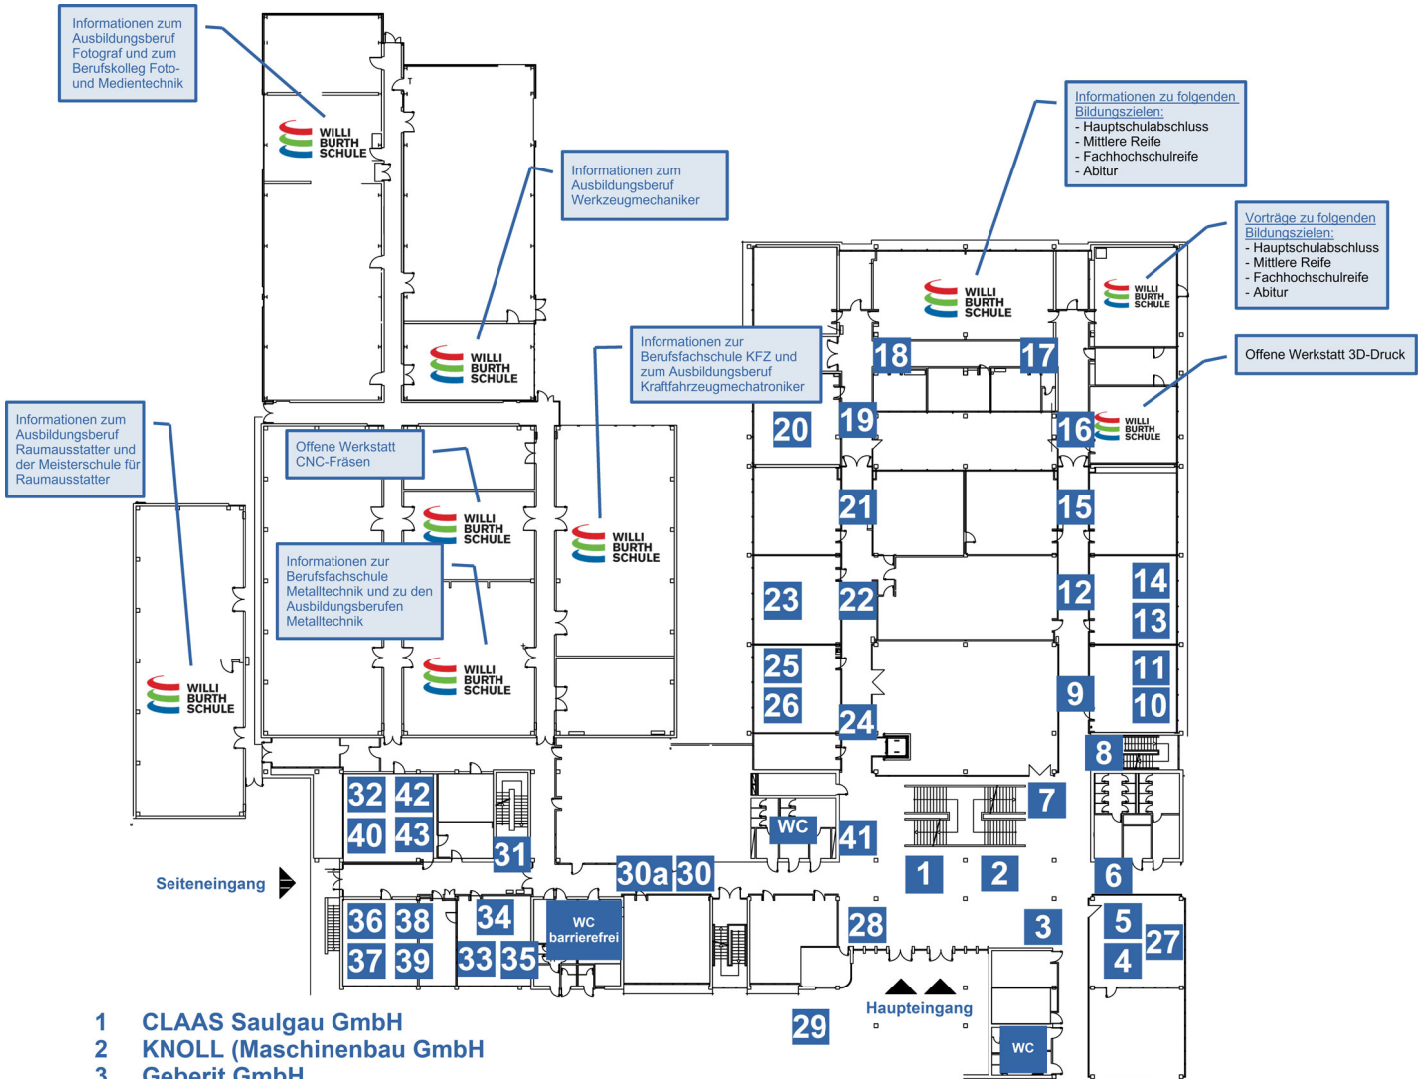 Informationen zum
Ausbildungsberuf
Fotograf und zum
Berufskolleg Foto-
und Medientechnik
WILLI
BURTH
SCHULE
Informationen zum
Ausbildungsberuf
Werkzeugmechaniker
WILLI
BURTH
SCHULE
Informationen zu folgenden
Bildungszielen:
- Hauptschulabschluss
- Mittlere Reife
- Fachhochschulreife
- Abitur
WILLI
BURTH
SCHULE
Vorträge zu folgenden
Bildungszielen:
- Hauptschulabschluss
- Mittlere Reife
- Fachhochschulreife
- Abitur
WILLI
BURTH
SCHULE
Offene Werkstatt 3D-Druck
WILLI
BURTH
SCHULE
Informationen zur
Berufsfachschule KFZ und
zum Ausbildungsberuf
Kraftfahrzeugmechatroniker
WILLI
BURTH
SCHULE
Informationen zum
Ausbildungsberuf
Raumausstatter und
der Meisterschule für
Raumausstatter
WILLI
BURTH
SCHULE
Offene Werkstatt
CNC-Fräsen
WILLI
BURTH
SCHULE
Informationen zur
Berufsfachschule
Metalltechnik und zu den
Ausbildungsberufen
Metalltechnik
WILLI
BURTH
SCHULE
18
17
20
19
16
21
15
23
22
12
14
13
25
26
24
9
11
10
8
7
32
42
40
43
31
WC
41
30a
30
1
2
6
Seiteneingang
36
38
37
39
34
33
35
WC
barrierefrei
28
3
5
4
27
Haupteingang
29
WC
1 CLAAS Saulgau GmbH
2 KNOLL (Maschinenbau GmbH
3 Geberit GmbH